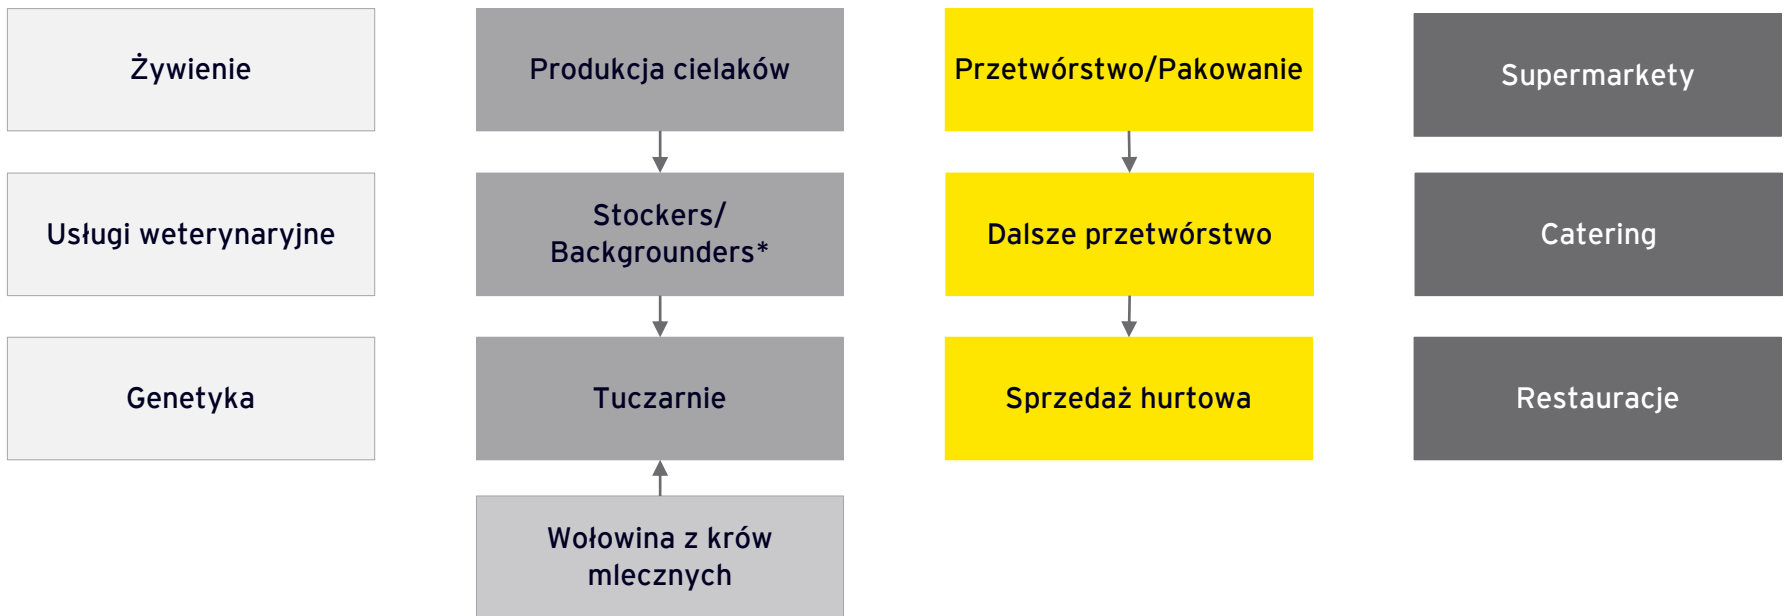 Żywienie
Produkcja cielaków
Przetwórstwo/Pakowanie
Supermarkety
Usługi weterynaryjne
Stockers/
Backgrounders*
Dalsze przetwórstwo
Catering
Genetyka
Tuczarnie
Sprzedaż hurtowa
Restauracje
Wołowina z krów
mlecznych